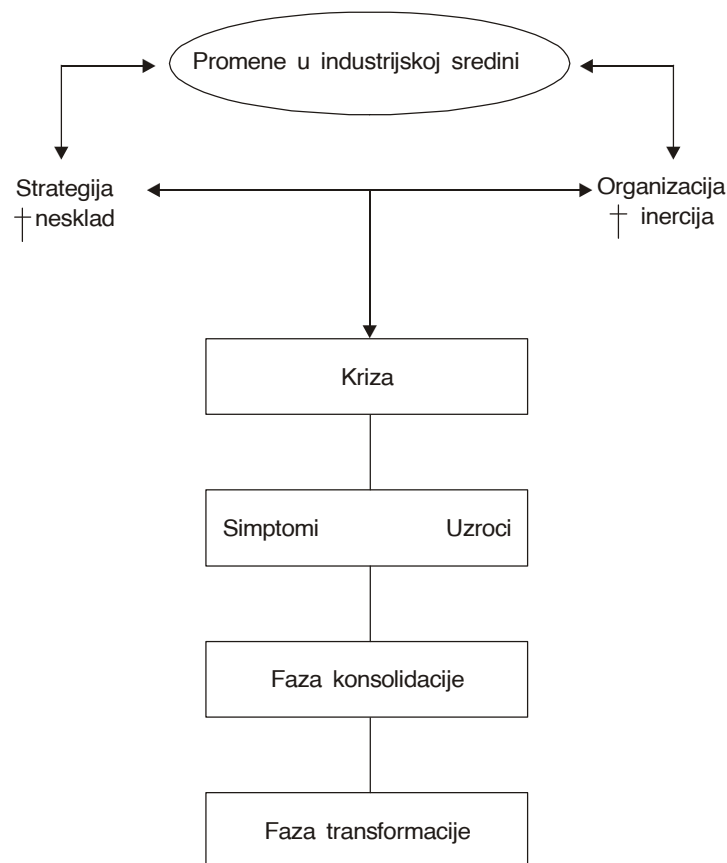 Promene u industrijskoj sredini
Strategija
† nesklad
Organizacija
† inercija
Kriza
Simptomi Uzroci
Faza konsolidacije
Faza transformacije